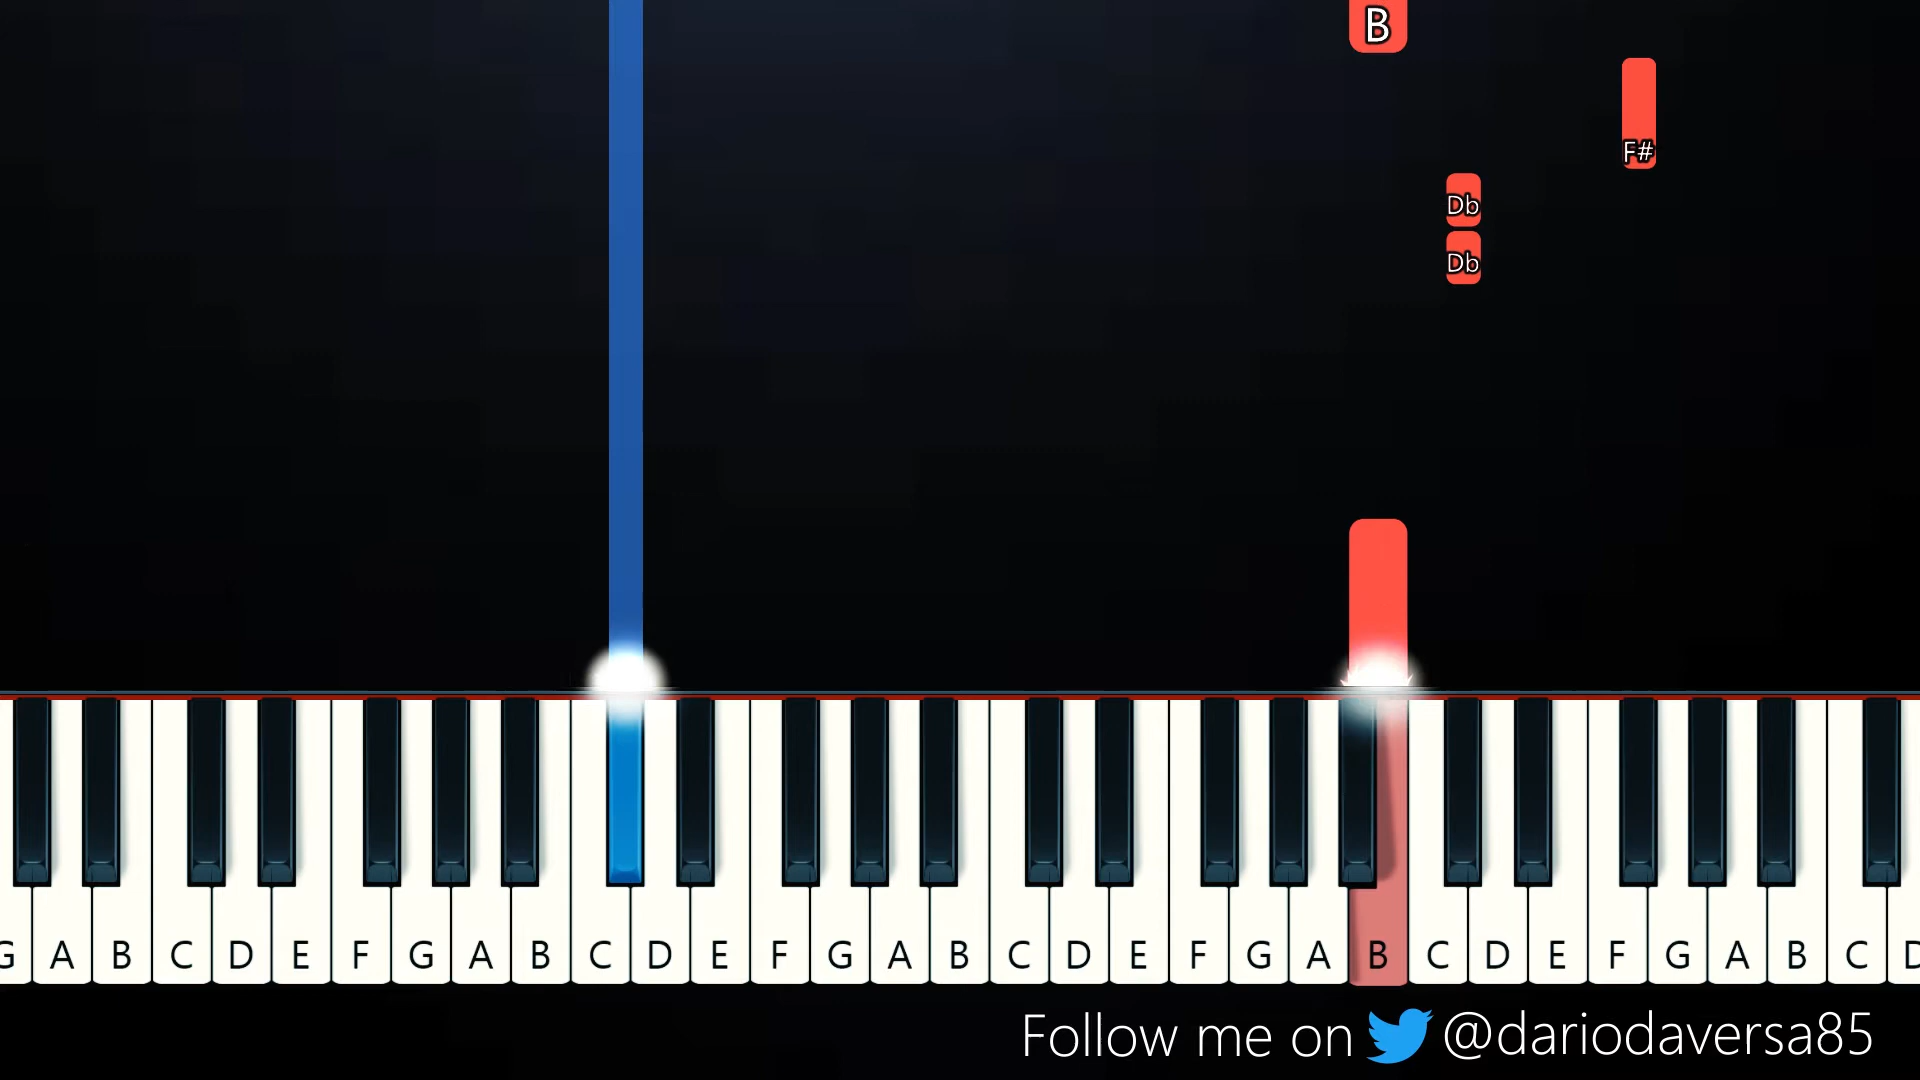 B
F#
Db
Db
G A B C D E F G A B C D E F G A B C D E F G A B C D E F G A B C D
Follow me on @dariodaversa85